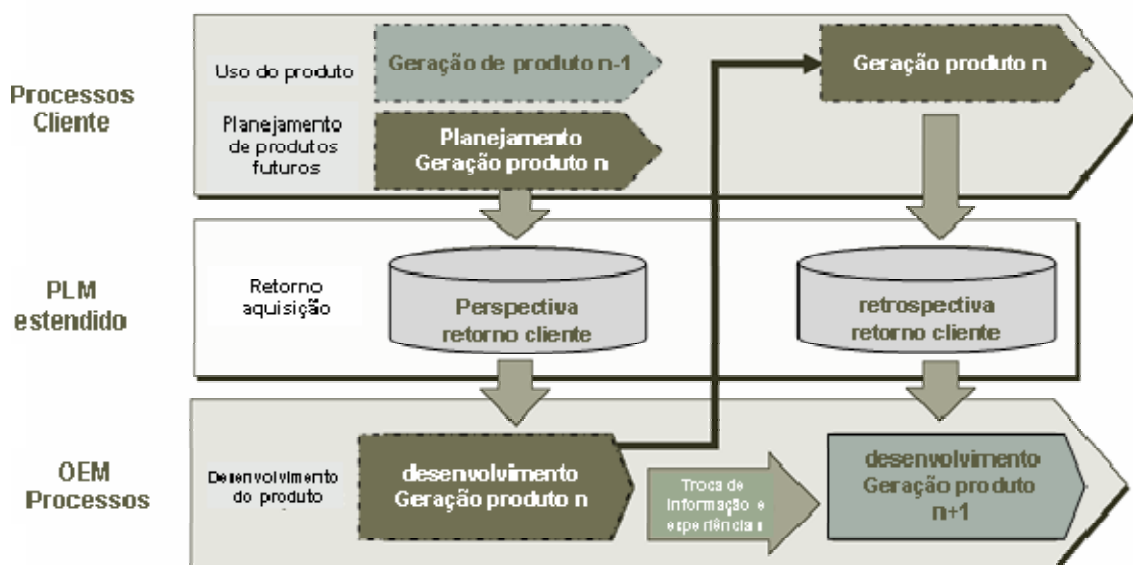 Processos
Cliente
Uso do produto
Geração de produto n-1
Geração produto n
Planejamento
de produtos
futuros
Planejamento
Geração produto n
PLM
estendido
Retorno
aquisição
Perspectiva
retorno cliente
retrospectiva
retorno cliente
OEM
Processos
Desenvolvimento
do produto
desenvolvimento
Geração produto n
Troca de
Informação e
experiências
desenvolvimento
Geração produto
n+1